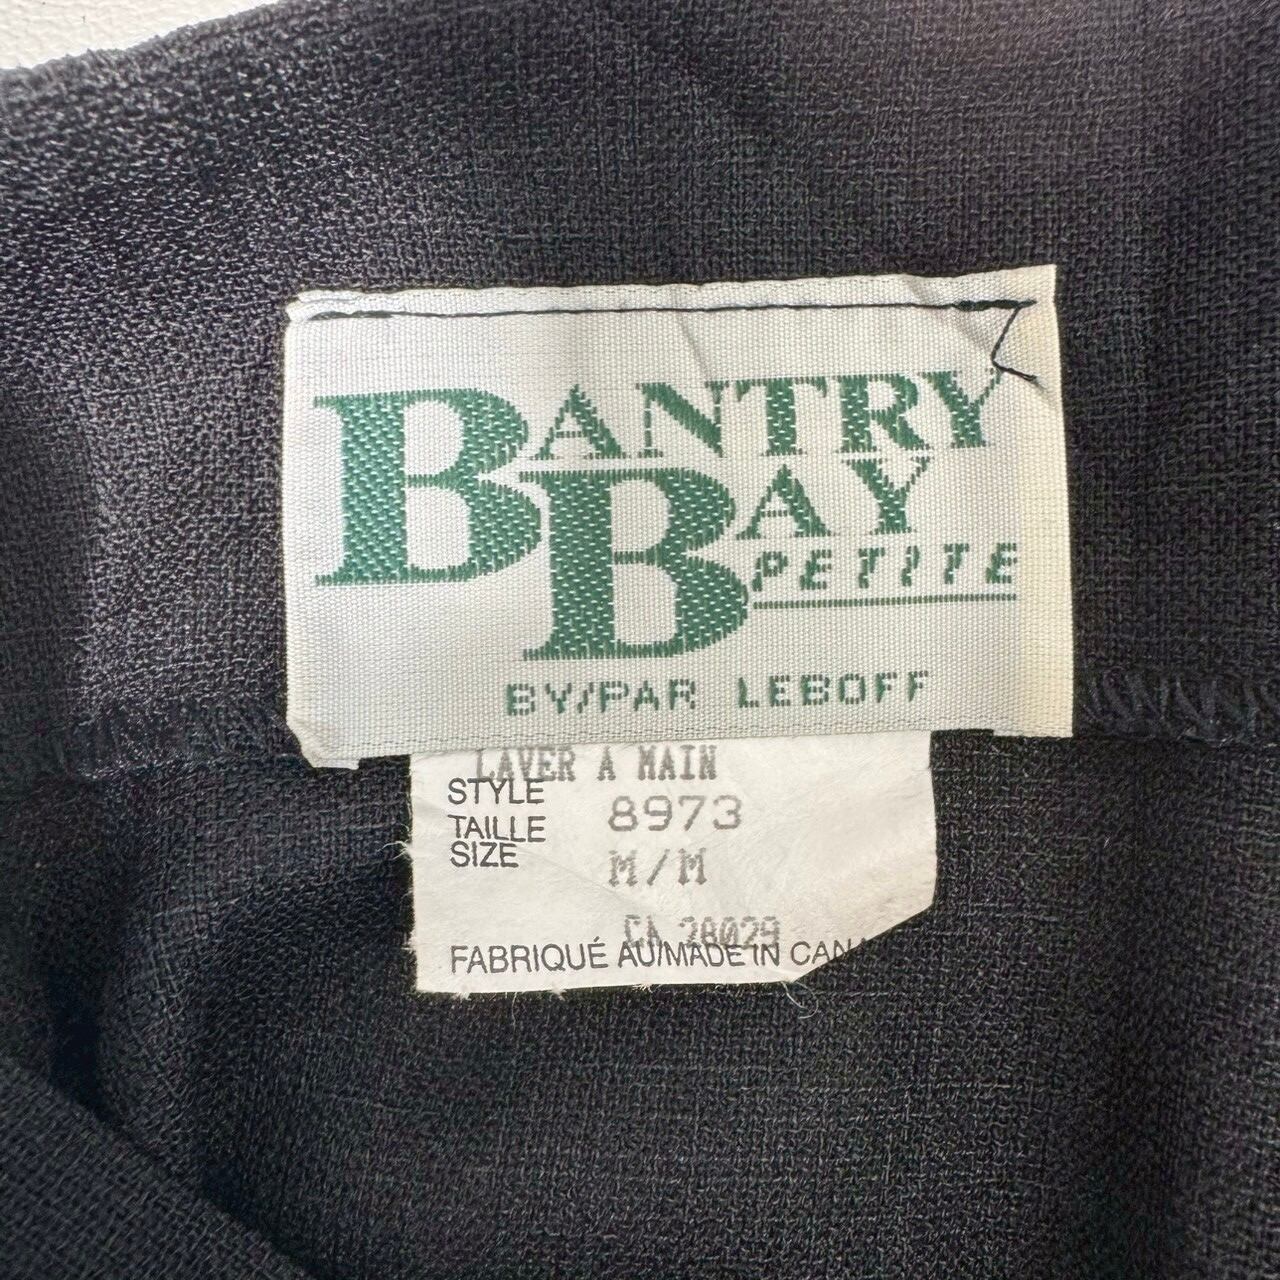 BANTRY
BAY
PETITE
BY/PAR LEBOFF
LAVER A MAIN
STYLE 8973
TAILLE
SIZE M/M
CA 28029
FABRIQUÉ AU/MADE IN CANA